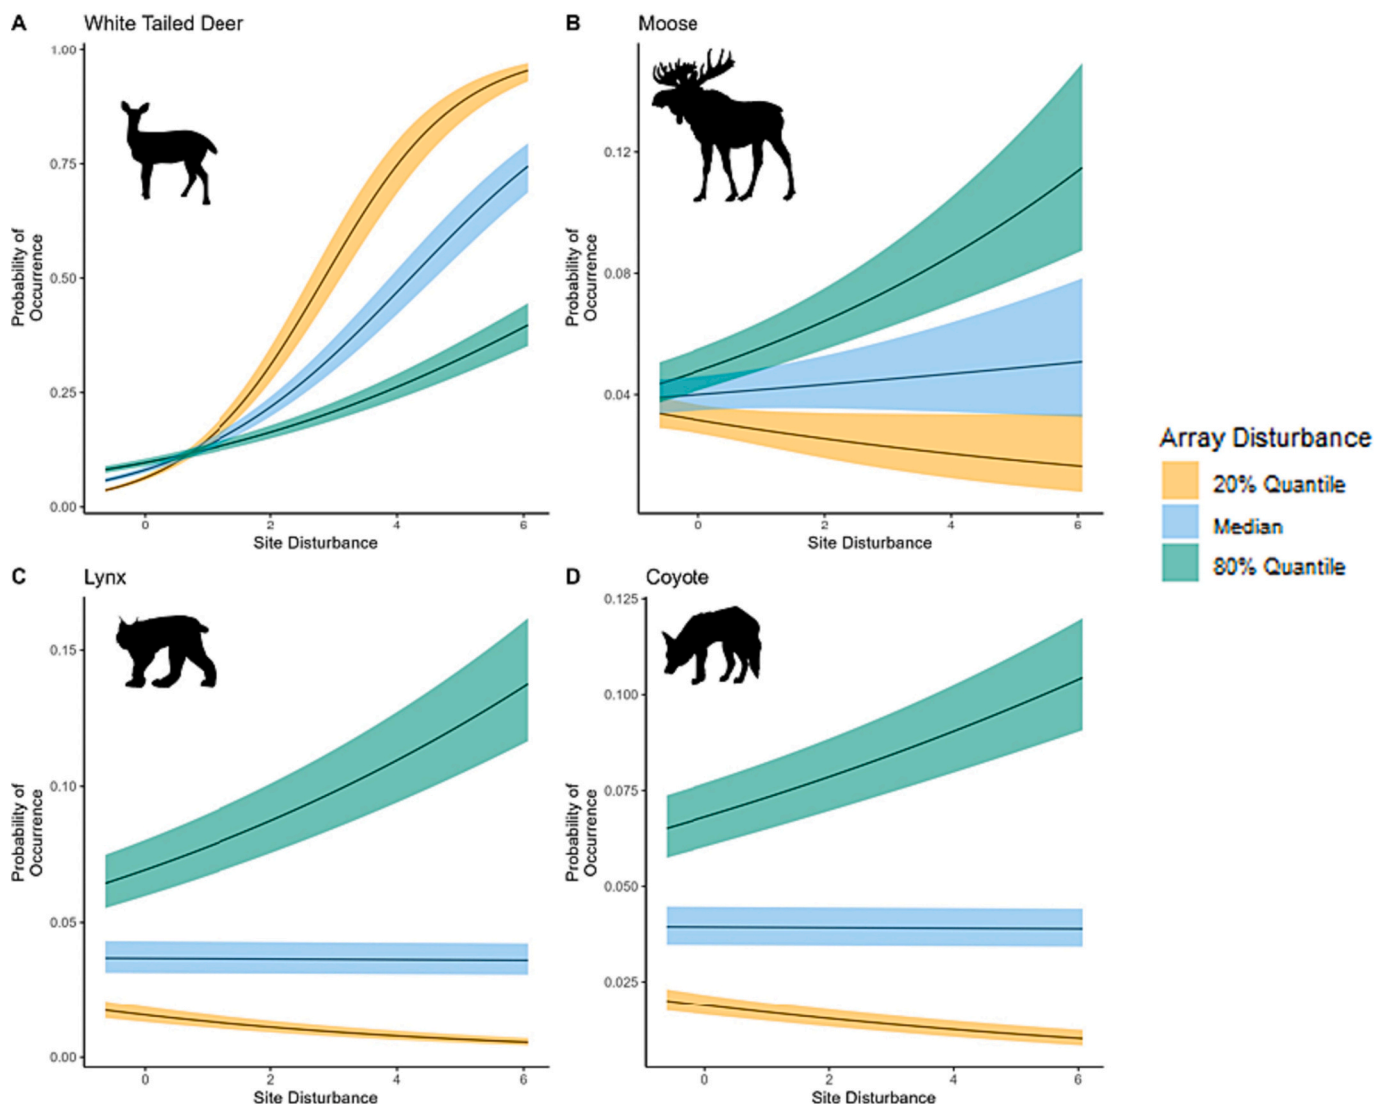 A White Tailed Deer
1.00
0.75
0.50
0.25
0.00
Probability of
Occurrence
0 2 4 6
Site Disturbance
B Moose
0.12
0.08
0.04
Probability of
Occurrence
0 2 4 6
Site Disturbance
C Lynx
0.15
0.10
0.05
0.00
Probability of
Occurrence
0 2 4 6
Site Disturbance
D Coyote
0.125
0.100
0.075
0.050
0.025
Probability of
Occurrence
0 2 4 6
Site Disturbance
Array Disturbance
20% Quantile
Median
80% Quantile